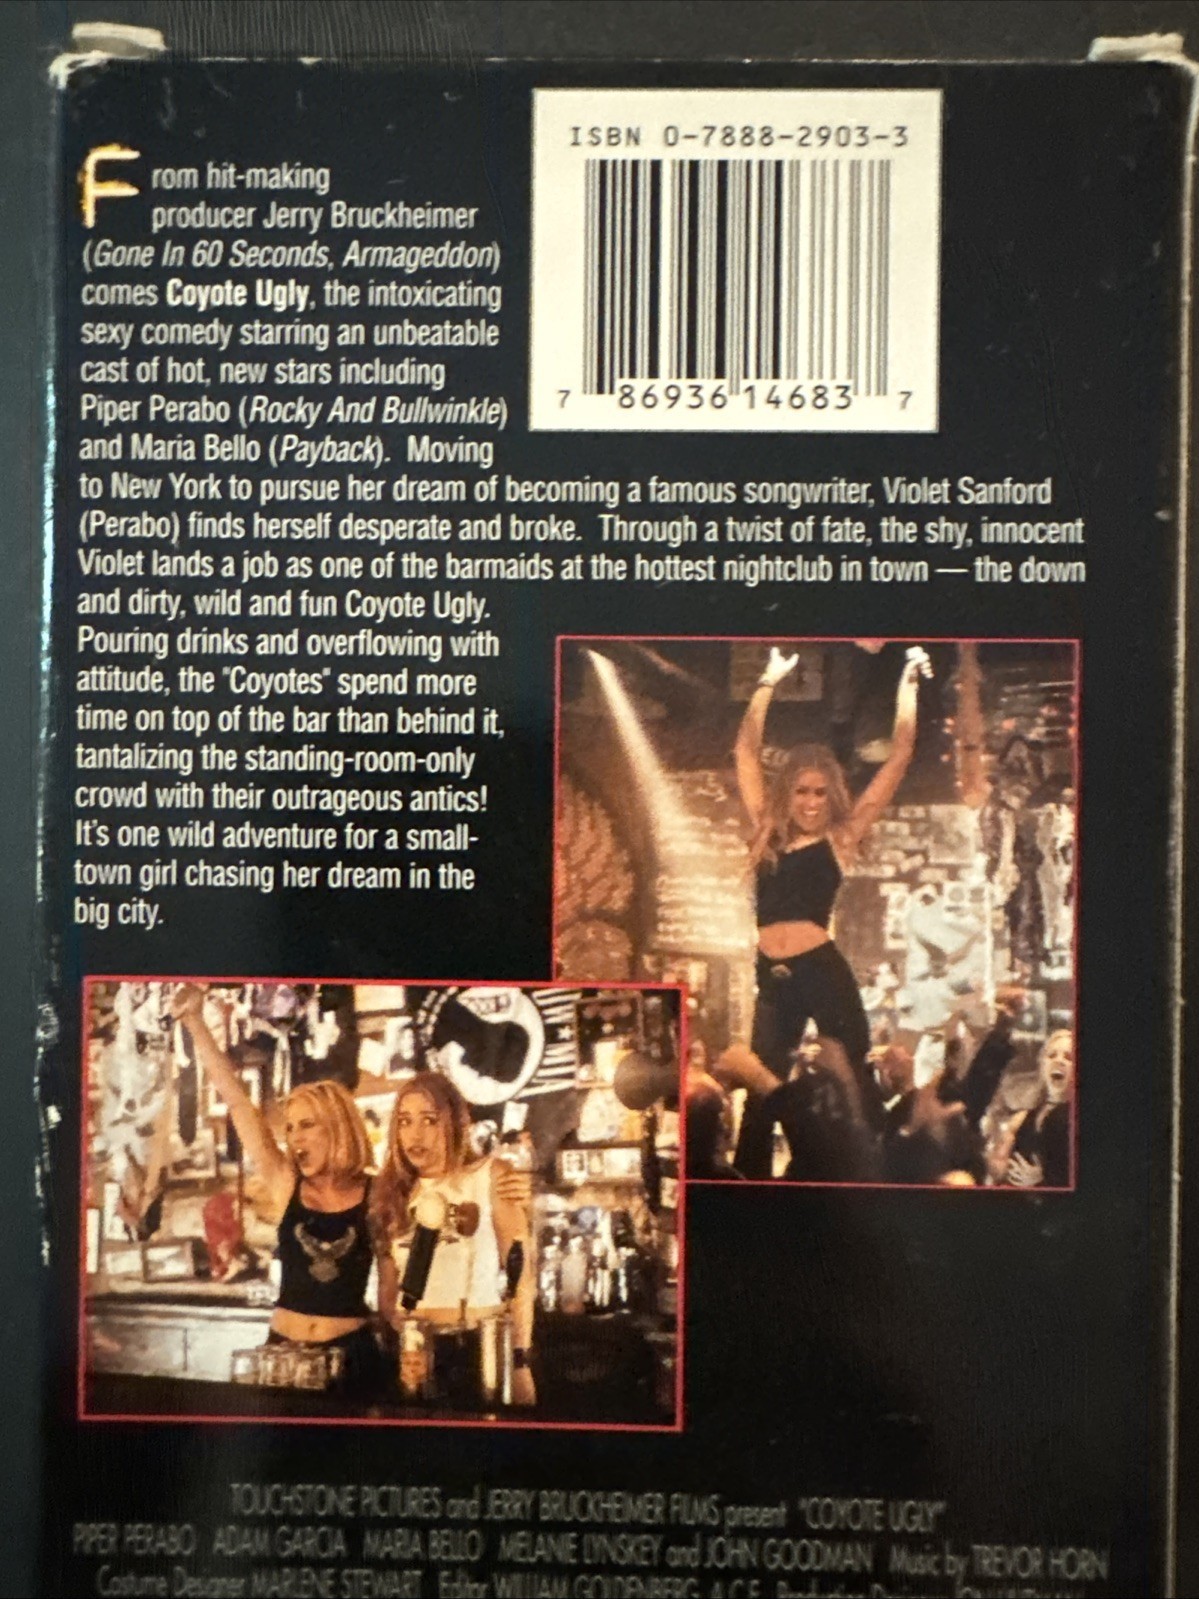 ISBN 0-7888-2903-3
7 86936 14683 7
From hit-making
producer Jerry Bruckheimer
(Gone In 60 Seconds, Armageddon)
comes Coyote Ugly, the intoxicating
sexy comedy starring an unbeatable
cast of hot, new stars including
Piper Perabo (Rocky And Bullwinkle)
and Maria Bello (Payback). Moving
to New York to pursue her dream of becoming a famous songwriter, Violet Sanford
(Perabo) finds herself desperate and broke. Through a twist of fate, the shy, innocent
Violet lands a job as one of the barmaids at the hottest nightclub in town — the down
and dirty, wild and fun Coyote Ugly.
Pouring drinks and overflowing with
attitude, the "Coyotes" spend more
time on top of the bar than behind it,
tantalizing the standing-room-only
crowd with their outrageous antics!
It's one wild adventure for a small-
town girl chasing her dream in the
big city.
TOUCHSTONE PICTURES and JERRY BRUCKHEIMER FILMS present "COYOTE UGLY"
PIPER PERABO ADAM GARCIA MARIA BELLO MELANIE LYNSKEY and JOHN GOODMAN Music by TREVOR HORN
Costume Designer MARLENE STEWART Editor WILLIAM GOLDENBERG, A.C.E. Production